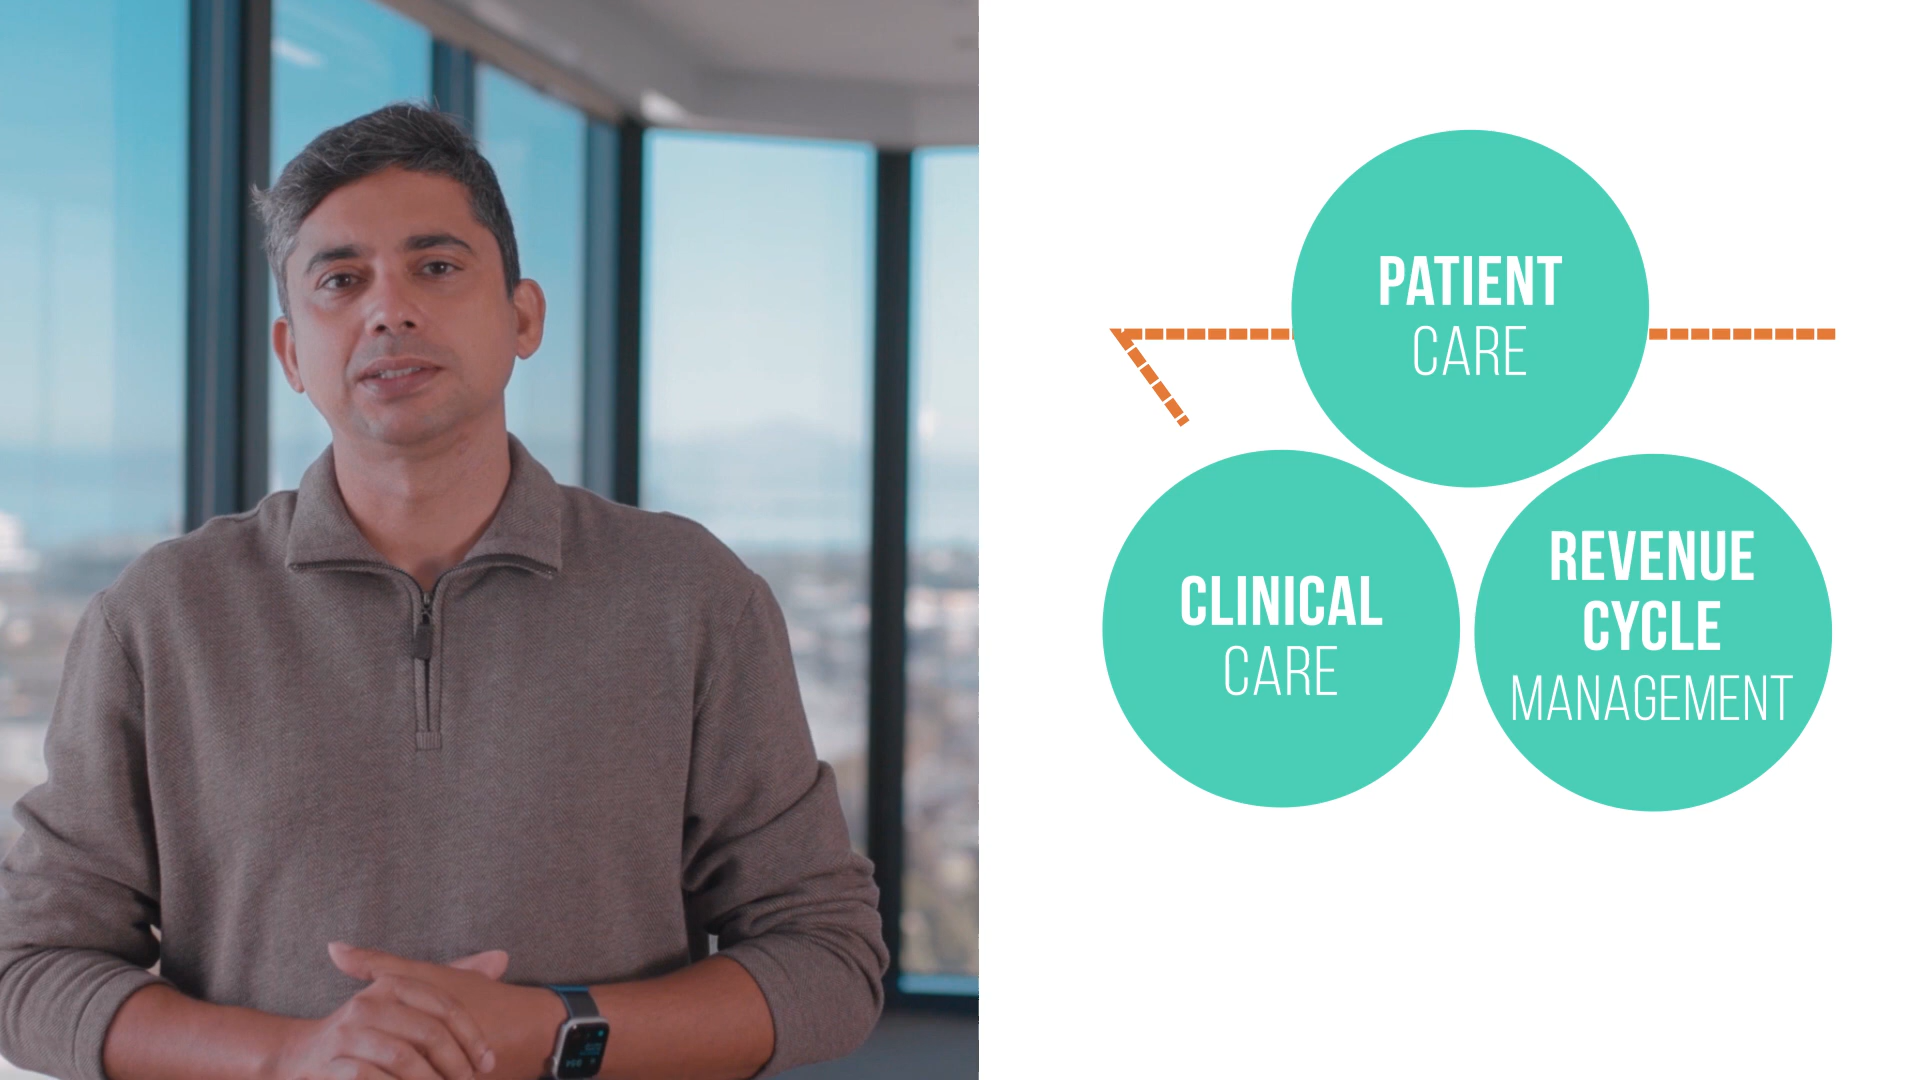 PATIENT
CARE
CLINICAL
CARE
REVENUE
CYCLE
MANAGEMENT